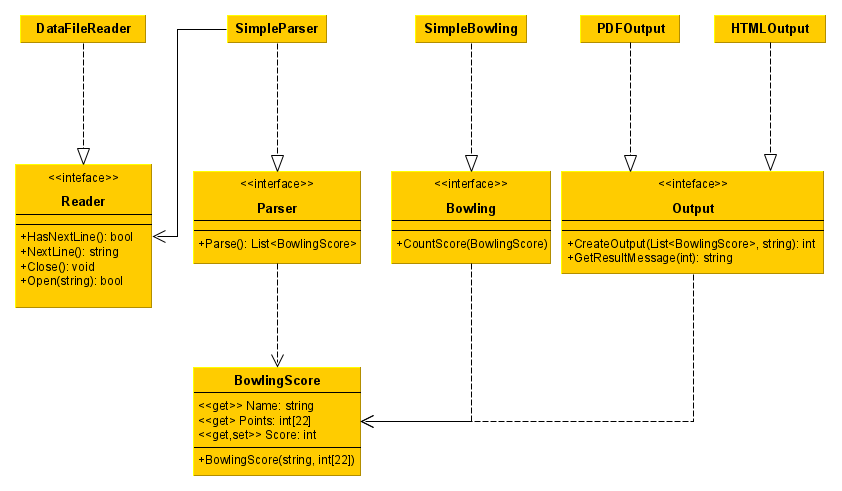 DataFileReader
SimpleParser
SimpleBowling
PDFOutput
HTMLOutput
<<inteface>>
Reader
+HasNextLine(): bool
+NextLine(): string
+Close(): void
+Open(string): bool
<<interface>>
Parser
+Parse(): List<BowlingScore>
<<interface>>
Bowling
+CountScore(BowlingScore)
<<inteface>>
Output
+CreateOutput(List<BowlingScore>, string): int
+GetResultMessage(int): string
BowlingScore
<<get>> Name: string
<<get> Points: int[22]
<<get,set>> Score: int
+BowlingScore(string, int[22])